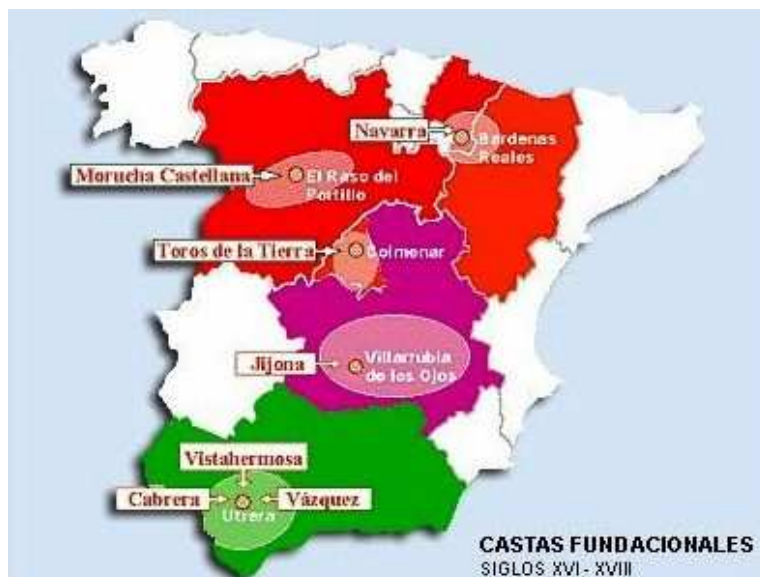 Navarra
Bardenas
Reales
Morucha Castellana
El Raso del
Portillo
Toros de la Tierra
Colmenar
Jijona
Villarrubia
de los Ojos
Vistahermosa
Cabrera
Vázquez
Utrera
CASTAS FUNDACIONALES
SIGLOS XVI - XVIII